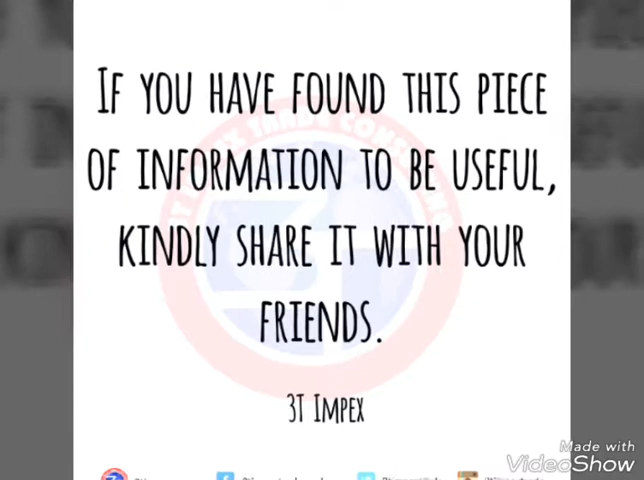 IF YOU HAVE FOUND THIS PIECE
OF INFORMATION TO BE USEFUL,
KINDLY SHARE IT WITH YOUR
FRIENDS.
3T IMPEX
Made with
VideoShow